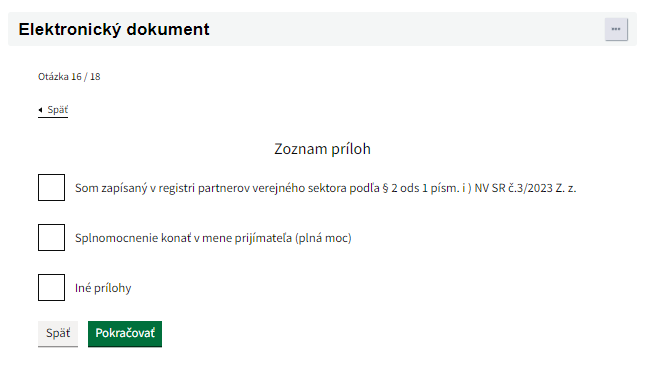 Elektronický dokument
Otázka 16 / 18
Späť
Zoznam príloh
Som zapísaný v registri partnerov verejného sektora podľa § 2 ods 1 písm. i ) NV SR č.3/2023 Z. z.
Splnomocnenie konať v mene prijímateľa (plná moc)
Iné prílohy
Späť Pokračovať